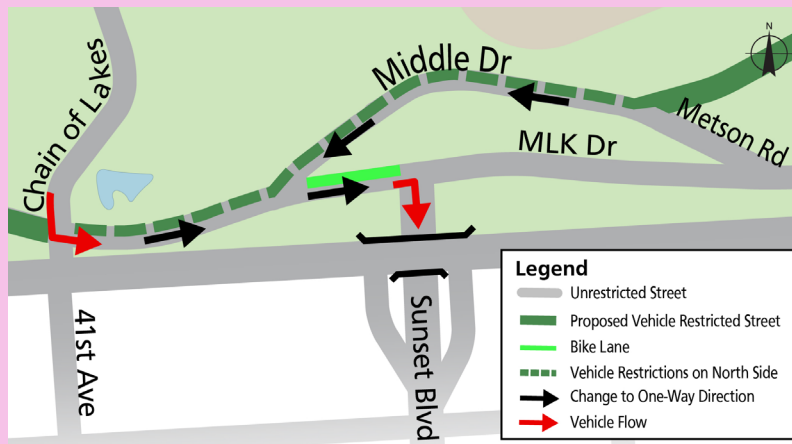 N
Middle Dr
Chain of Lakes
Metson Rd
MLK Dr
41st Ave
Sunset Blvd
Legend
Unrestricted Street
Proposed Vehicle Restricted Street
Bike Lane
Vehicle Restrictions on North Side
Change to One-Way Direction
Vehicle Flow